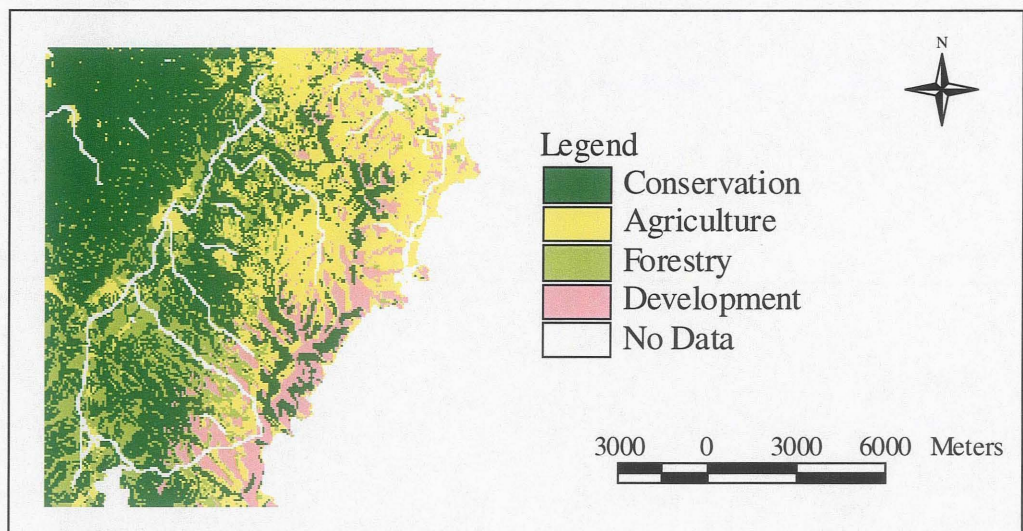 N
Legend
Conservation
Agriculture
Forestry
Development
No Data
3000 0 3000 6000 Meters